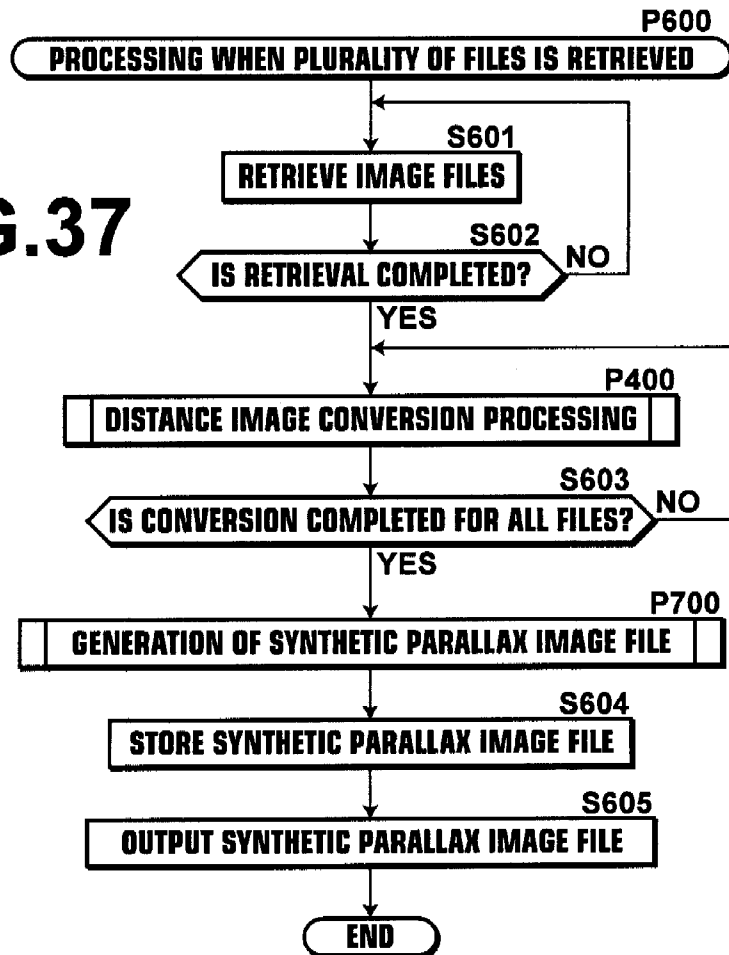 P600
PROCESSING WHEN PLURALITY OF FILES IS RETRIEVED
S601
RETRIEVE IMAGE FILES
G.37
S602
IS RETRIEVAL COMPLETED?
NO
YES
P400
DISTANCE IMAGE CONVERSION PROCESSING
S603
IS CONVERSION COMPLETED FOR ALL FILES?
NO
YES
P700
GENERATION OF SYNTHETIC PARALLAX IMAGE FILE
S604
STORE SYNTHETIC PARALLAX IMAGE FILE
S605
OUTPUT SYNTHETIC PARALLAX IMAGE FILE
END